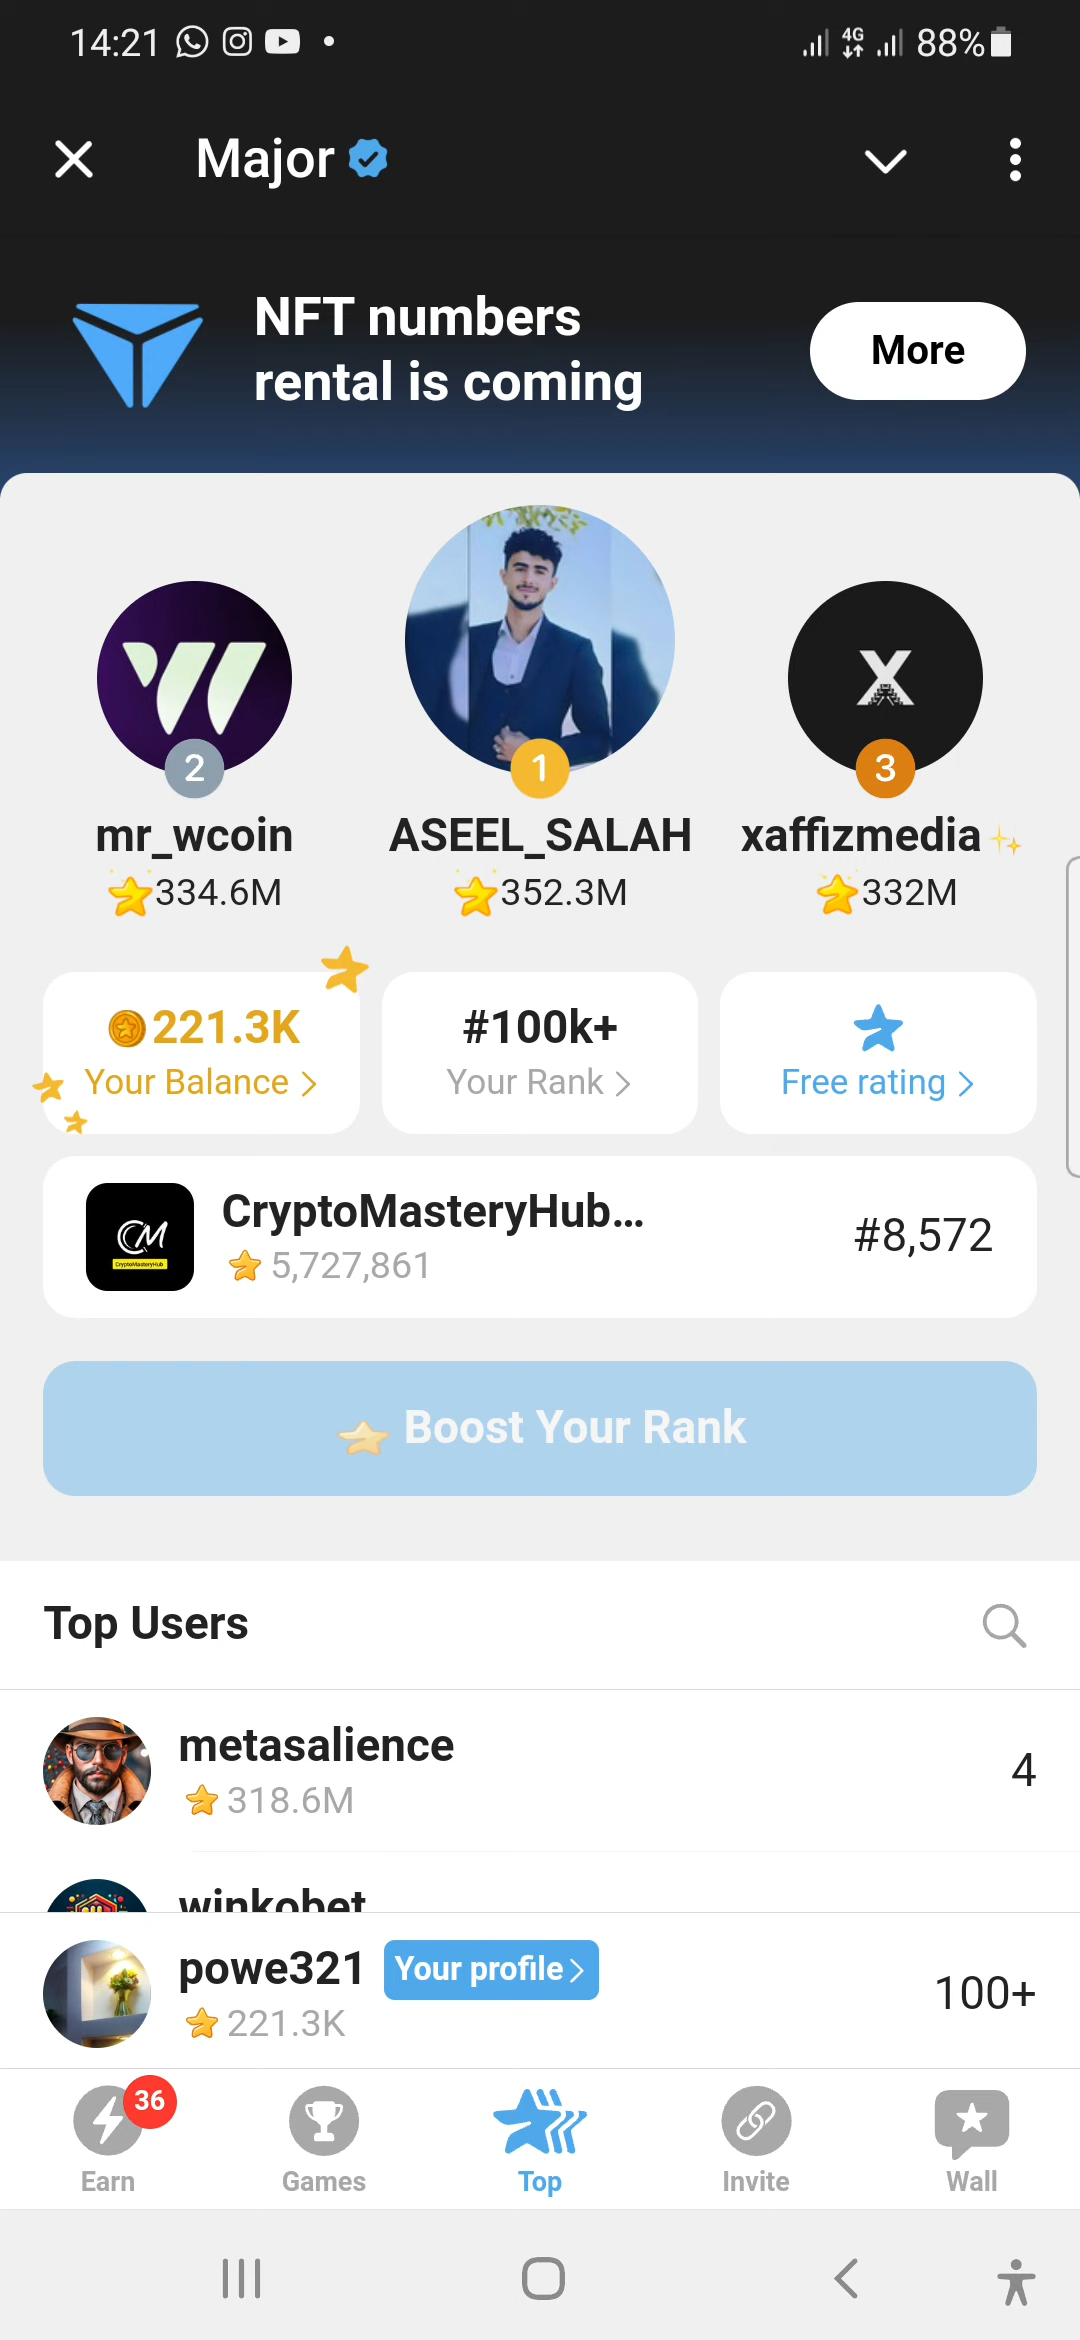 14:21
4G
88%
Major
NFT numbers
rental is coming
More
2
1
3
mr_wcoin
ASEEL_SALAH
xaffizmedia
334.6M
352.3M
332M
221.3K
Your Balance
#100k+
Your Rank
Free rating
CM
CryptoMasteryHub
CryptoMasteryHub...
5,727,861
#8,572
Boost Your Rank
Top Users
metasalience
318.6M
4
winkobet
powe321
Your profile
221.3K
100+
36
Earn
Games
Top
Invite
Wall